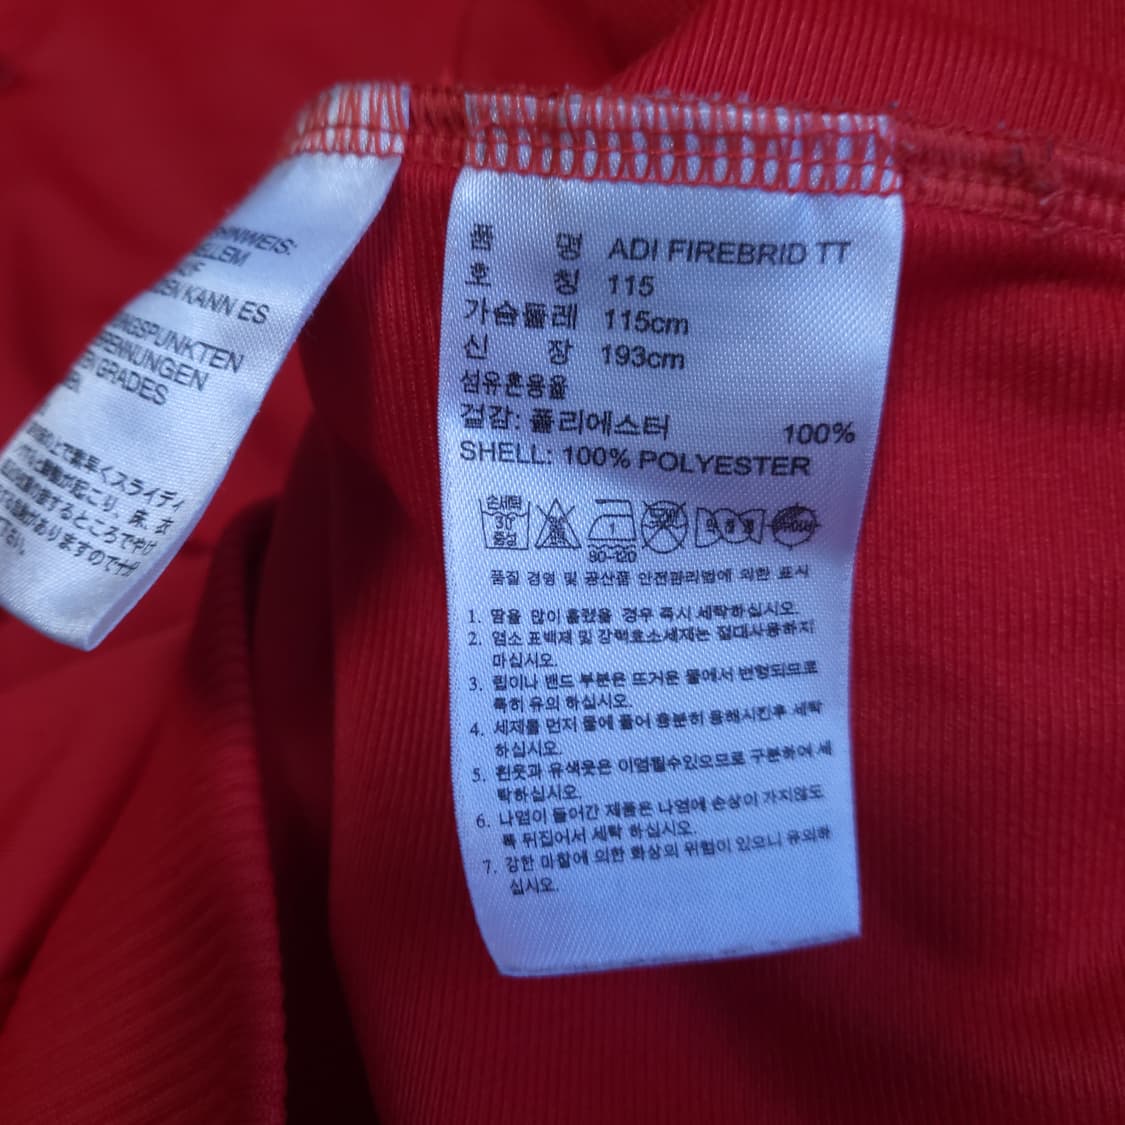 HINWEIS:
KANN ES
PUNKTEN
GRADES
品 명 ADI FIREBRID TT
호 칭 115
가슴둘레 115cm
신 장 193cm
섬유혼용율
겉감: 폴리에스터 100%
SHELL: 100% POLYESTER
손세탁
30°
중성
80-120
품질 경영 및 공산품 안전관리법에 의한 표시
1. 땀을 많이 흘렸을 경우 즉시 세탁하십시오.
2. 염소 표백제 및 강력효소세제는 절대사용하지
마십시오.
3. 립이나 밴드 부분은 뜨거운 물에서 변형되므로
특히 유의 하십시오.
4. 세제를 먼저 물에 풀어 충분히 용해시킨후 세탁
하십시오.
5. 흰옷과 유색옷은 이염될수있으므로 구분하여 세
탁하십시오.
6. 나염이 들어간 제품은 나염에 손상이 가지않도
록 뒤집어서 세탁 하십시오.
7. 강한 마찰에 의한 화상의 위험이 있으니 유의하
십시오.